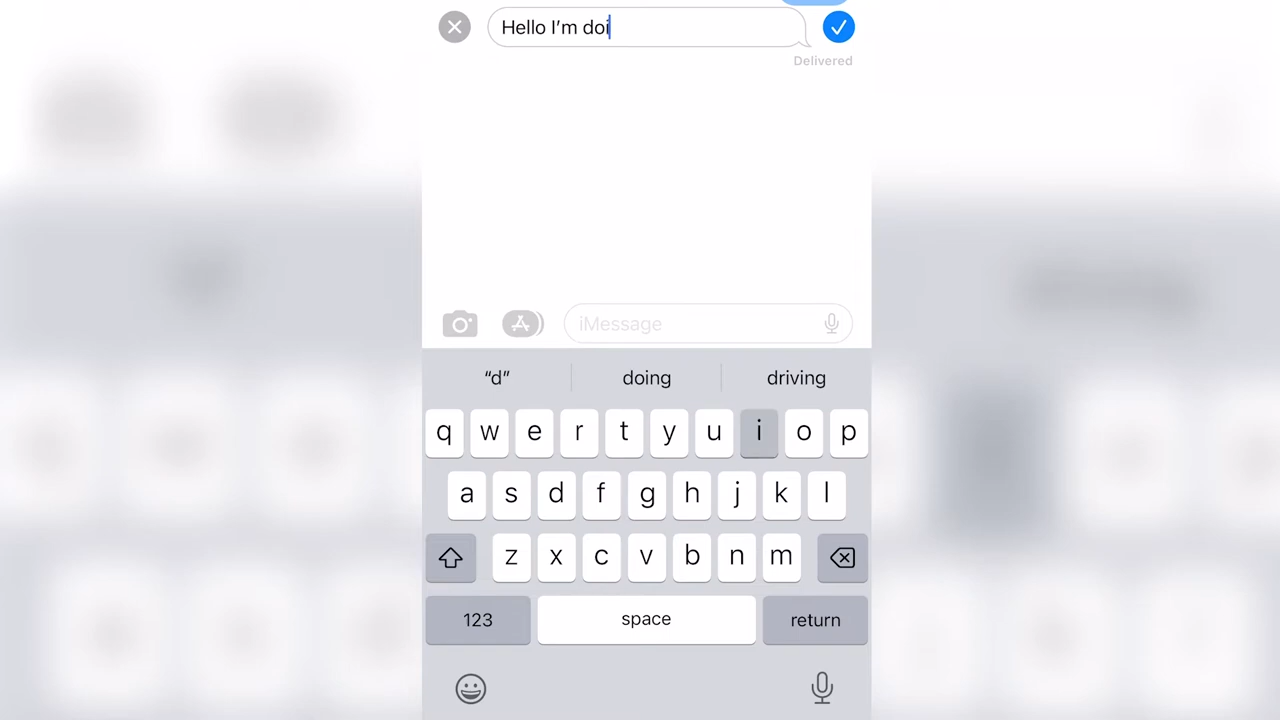 Hello I’m doi
Delivered
iMessage
“d” doing driving
q w e r t y u i o p
a s d f g h j k l
z x c v b n m
123 space return